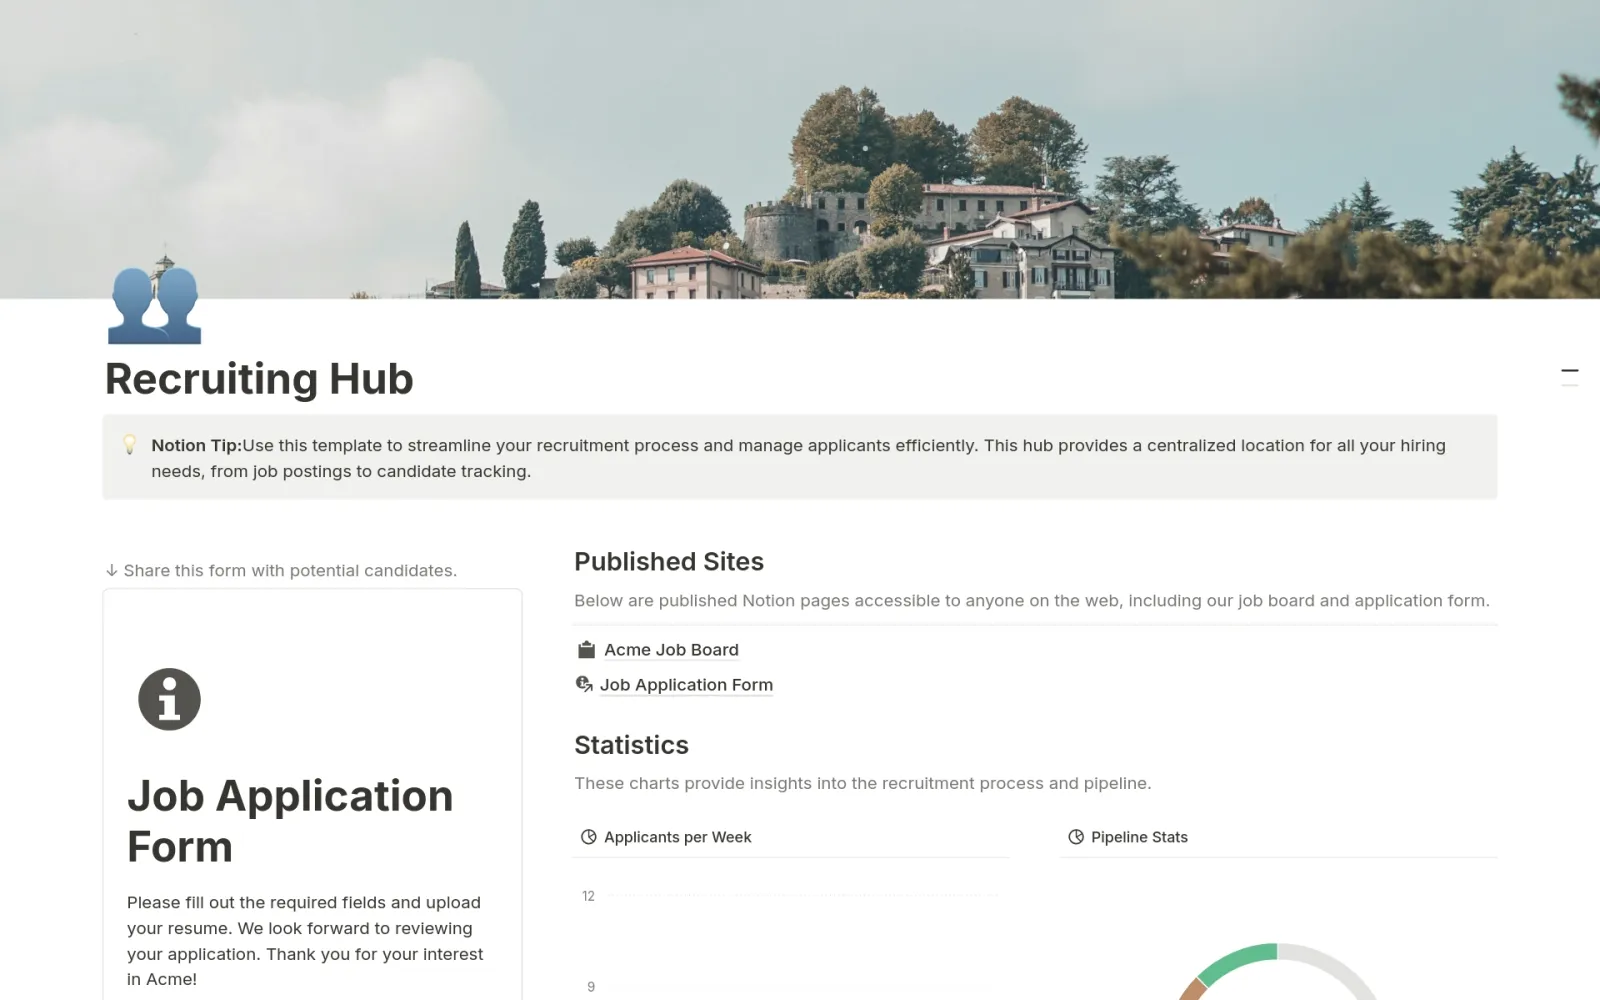 Recruiting Hub
Notion Tip:Use this template to streamline your recruitment process and manage applicants efficiently. This hub provides a centralized location for all your hiring
needs, from job postings to candidate tracking.
↓ Share this form with potential candidates.
Job Application
Form
Please fill out the required fields and upload
your resume. We look forward to reviewing
your application. Thank you for your interest
in Acme!
Published Sites
Below are published Notion pages accessible to anyone on the web, including our job board and application form.
Acme Job Board
Job Application Form
Statistics
These charts provide insights into the recruitment process and pipeline.
Applicants per Week
12
9
Pipeline Stats